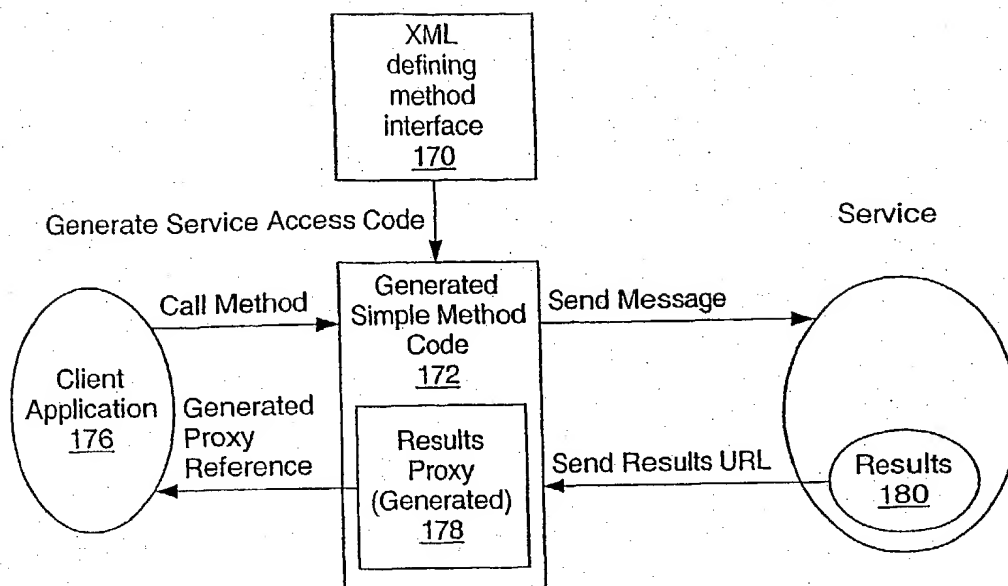 XML
defining
method
interface
170
Generate Service Access Code
Service
Call Method
Generated
Simple Method
Code
172
Send Message
Client
Application
176
Generated
Proxy
Reference
Results
Proxy
(Generated)
178
Send Results URL
Results
180